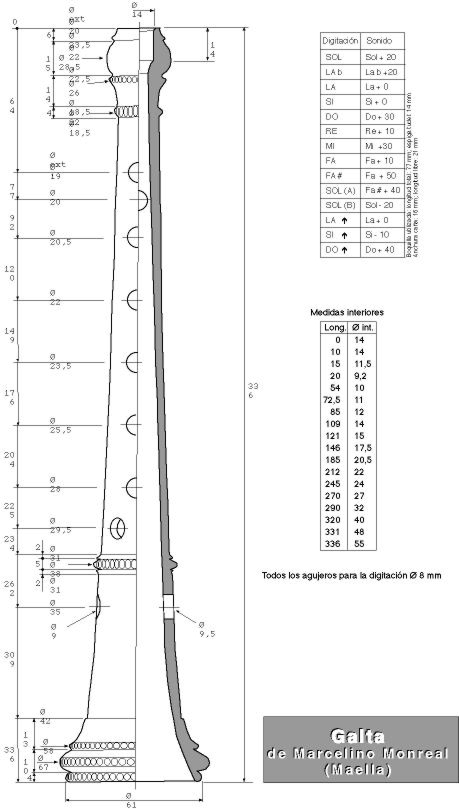 0
6
1
5
1
4
4
6
4
7
7
9
2
12
0
14
9
17
6
20
4
22
5
23
4
26
2
30
9
33
6
Ø
ext
20
Ø
23,5
Ø
22
Ø
28,5
Ø
22,5
Ø
26
Ø
18,5
Ø
22
Ø
18,5
Ø
ext
19
Ø
20
Ø
20,5
Ø
22
Ø
23,5
Ø
25,5
Ø
28
Ø
29,5
2
Ø
31
5
Ø
38
2
Ø
31
Ø
35
Ø
9
Ø
9,5
Ø
42
1
3
Ø
58
Ø
67
1
0
4
Ø
61
Ø
14
1
4
33
6
Digitación Sonido
SOL Sol + 20
LA b La b +20
LA La + 0
SI Si + 0
DO Do + 30
RE Re + 10
MI Mi +30
FA Fa + 10
FA# Fa + 50
SOL (A) Fa# + 40
SOL (B) Sol - 20
LA ↑ La + 0
SI ↑ Si - 10
DO ↑ Do + 40
Boquilla utilizada: longitud total: 77 mm; espiga tudel: 14 mm
Anchura caña: 16 mm; longitud libre: 21 mm
Medidas interiores
Long. Ø int.
0 14
10 14
15 11,5
20 9,2
54 10
72,5 11
85 12
109 14
121 15
146 17,5
185 20,5
212 22
245 24
270 27
290 32
320 40
331 48
336 55
Todos los agujeros para la digitación Ø 8 mm
Gaita
de Marcelino Monreal
(Maella)